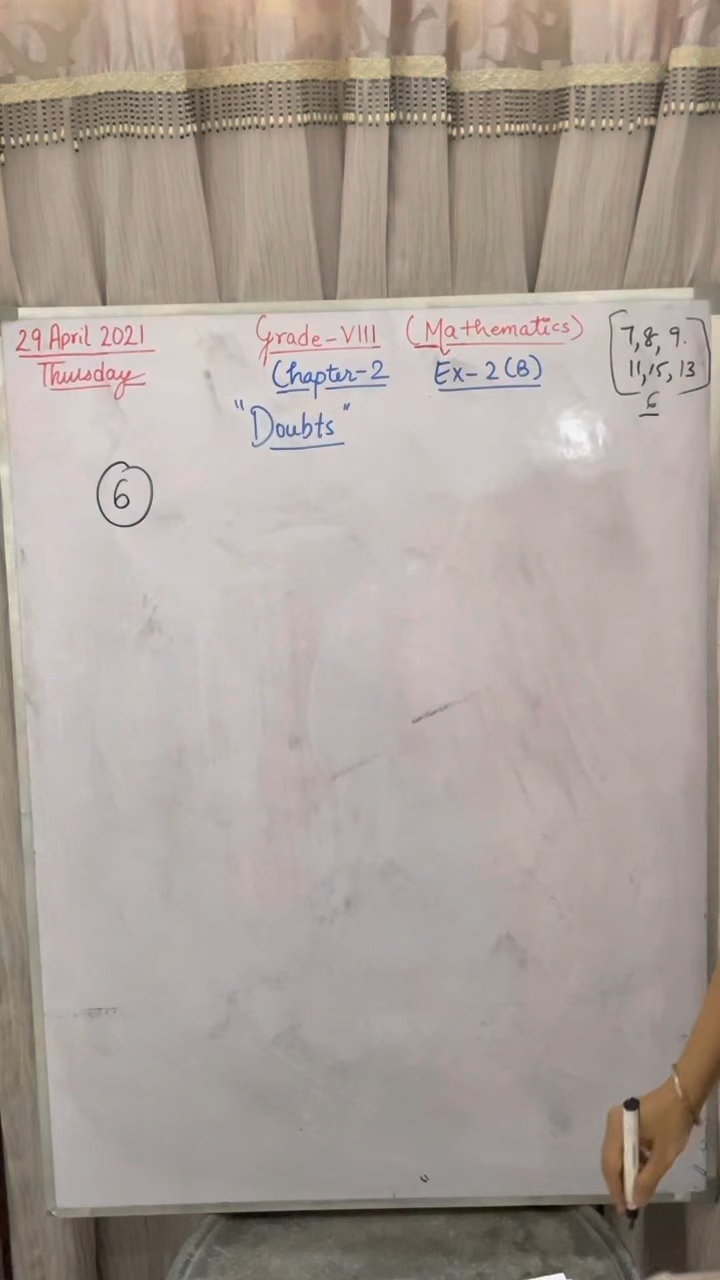 29 April 2021 Grade-VIII (Mathematics) 7, 8, 9.
Thursday Chapter-2 Ex-2(B) 11, 15, 13
"Doubts" 6
6